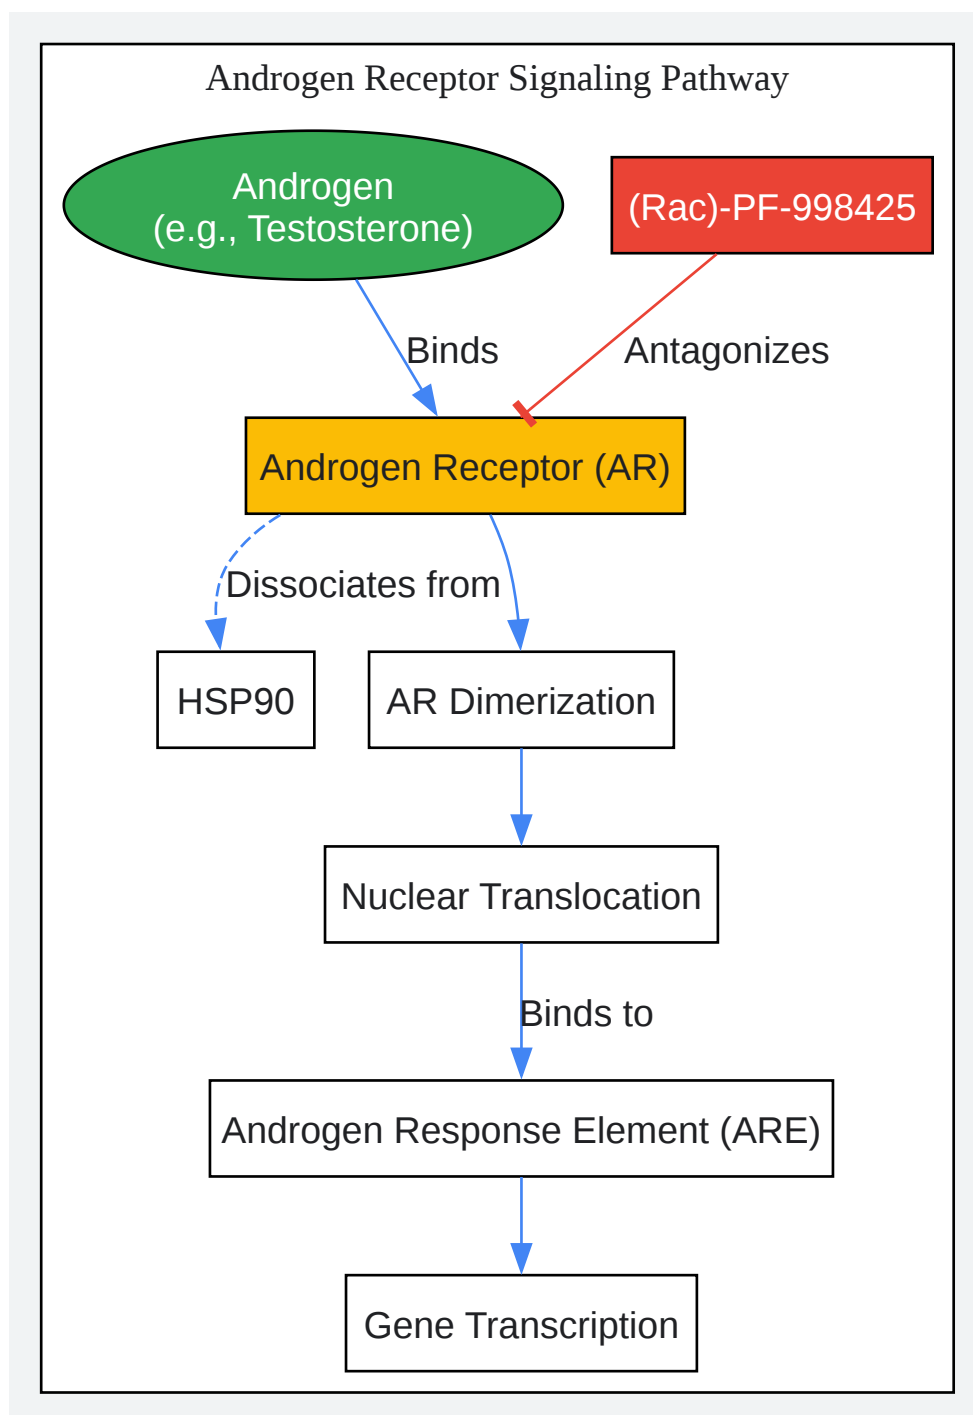 Androgen Receptor Signaling Pathway
Androgen
(e.g., Testosterone)
(Rac)-PF-998425
Binds
Antagonizes
Androgen Receptor (AR)
Dissociates from
HSP90
AR Dimerization
Nuclear Translocation
Binds to
Androgen Response Element (ARE)
Gene Transcription